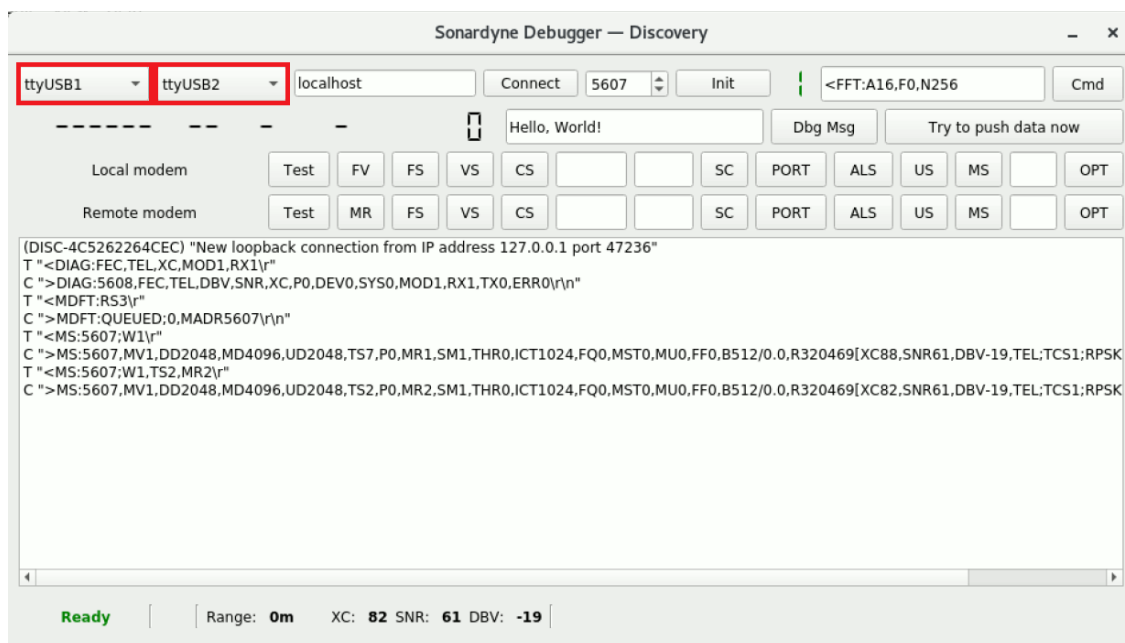 Sonardyne Debugger — Discovery
ttyUSB1 ttyUSB2 localhost Connect 5607 Init <FFT:A16,F0,N256 Cmd
------ -- - - 0 Hello, World! Dbg Msg Try to push data now
Local modem Test FV FS VS CS SC PORT ALS US MS OPT
Remote modem Test MR FS VS CS SC PORT ALS US MS OPT
(DISC-4C5262264CEC) "New loopback connection from IP address 127.0.0.1 port 47236"
T "<DIAG:FEC,TEL,XC,MOD1,RX1\r"
C ">DIAG:5608,FEC,TEL,DBV,SNR,XC,P0,DEV0,SYS0,MOD1,RX1,TX0,ERR0\r\n"
T "<MDFT:RS3\r"
C ">MDFT:QUEUED;0,MADR5607\r\n"
T "<MS:5607;W1\r"
C ">MS:5607,MV1,DD2048,MD4096,UD2048,TS7,P0,MR1,SM1,THR0,ICT1024,FQ0,MST0,MU0,FF0,B512/0.0,R320469[XC88,SNR61,DBV-19,TEL;TCS1;RPSK
T "<MS:5607;W1,TS2,MR2\r"
C ">MS:5607,MV1,DD2048,MD4096,UD2048,TS2,P0,MR2,SM1,THR0,ICT1024,FQ0,MST0,MU0,FF0,B512/0.0,R320469[XC82,SNR61,DBV-19,TEL;TCS1;RPSK
Ready Range: 0m XC: 82 SNR: 61 DBV: -19